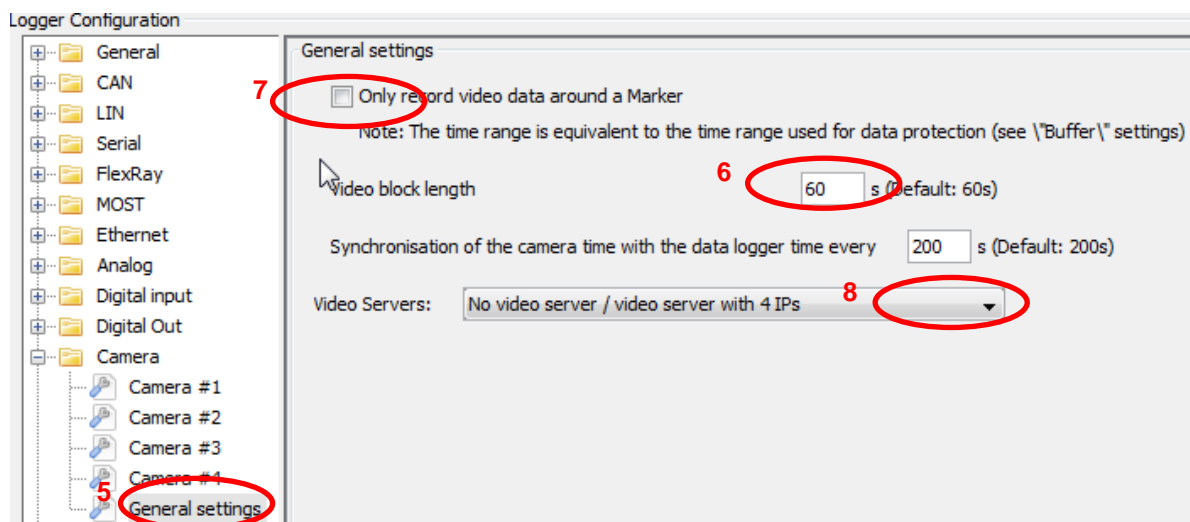 Logger Configuration
General
CAN
LIN
Serial
FlexRay
MOST
Ethernet
Analog
Digital input
Digital Out
Camera
Camera #1
Camera #2
Camera #3
Camera #4
5
General settings
General settings
7
Only record video data around a Marker
Note: The time range is equivalent to the time range used for data protection (see \"Buffer\" settings)
6
Video block length 60 s (Default: 60s)
Synchronisation of the camera time with the data logger time every 200 s (Default: 200s)
Video Servers: No video server / video server with 4 IPs 8